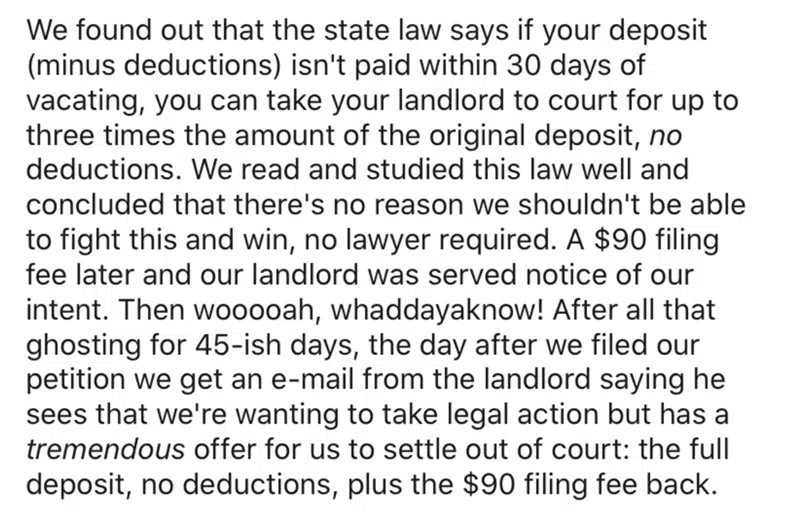 We found out that the state law says if your deposit
(minus deductions) isn't paid within 30 days of
vacating, you can take your landlord to court for up to
three times the amount of the original deposit, no
deductions. We read and studied this law well and
concluded that there's no reason we shouldn't be able
to fight this and win, no lawyer required. A $90 filing
fee later and our landlord was served notice of our
intent. Then wooooah, whaddayaknow! After all that
ghosting for 45-ish days, the day after we filed our
petition we get an e-mail from the landlord saying he
sees that we're wanting to take legal action but has a
tremendous offer for us to settle out of court: the full
deposit, no deductions, plus the $90 filing fee back.